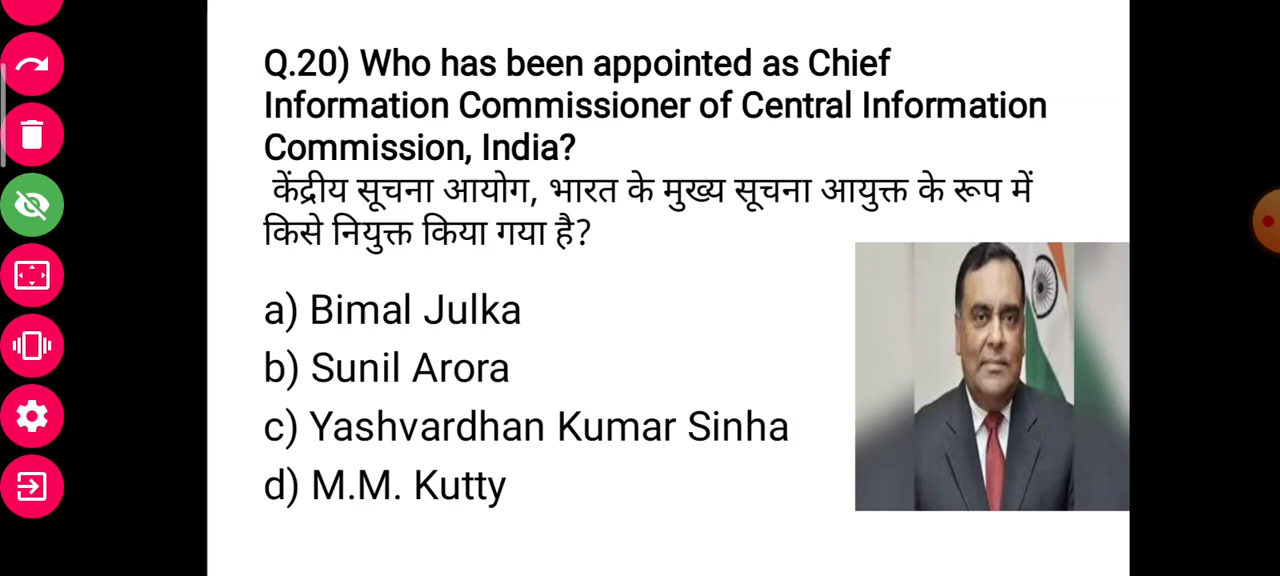 Q.20) Who has been appointed as Chief
Information Commissioner of Central Information
Commission, India?
केंद्रीय सूचना आयोग, भारत के मुख्य सूचना आयुक्त के रूप में
किसे नियुक्त किया गया है?
a) Bimal Julka
b) Sunil Arora
c) Yashvardhan Kumar Sinha
d) M.M. Kutty